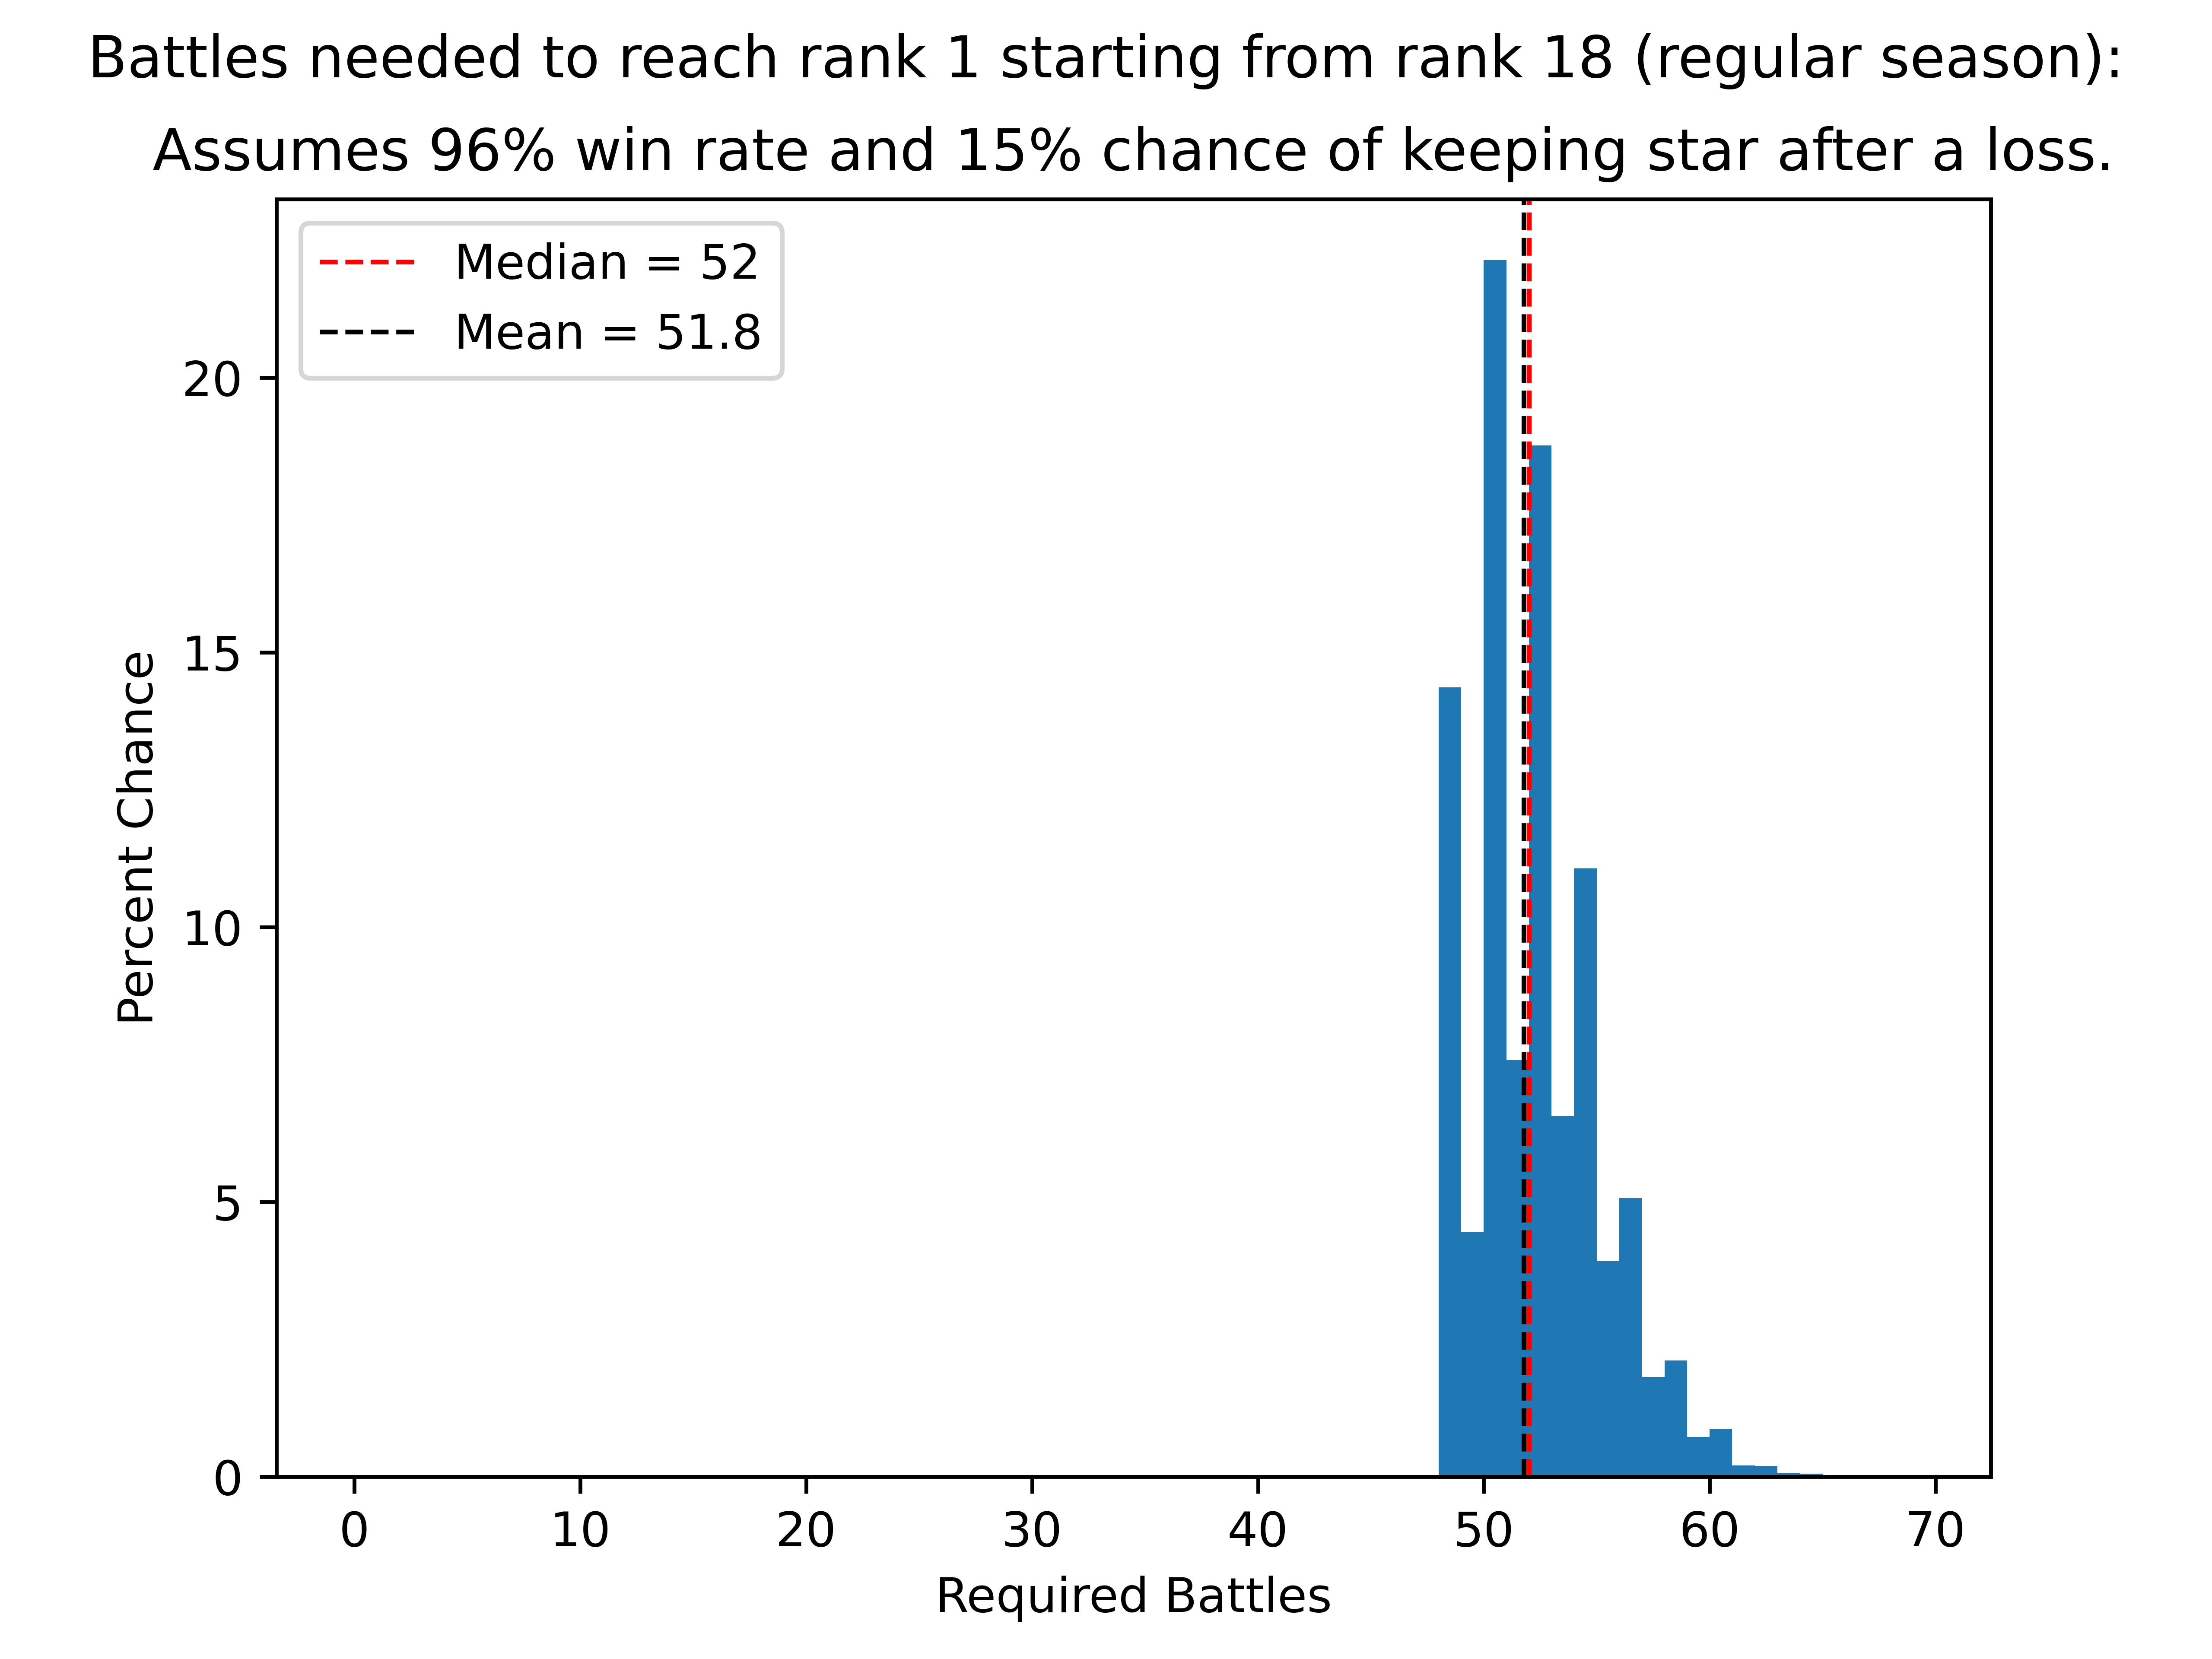 Battles needed to reach rank 1 starting from rank 18 (regular season):
Assumes 96% win rate and 15% chance of keeping star after a loss.
Median = 52
Mean = 51.8
20
15
10
5
0
Percent Chance
0 10 20 30 40 50 60 70
Required Battles